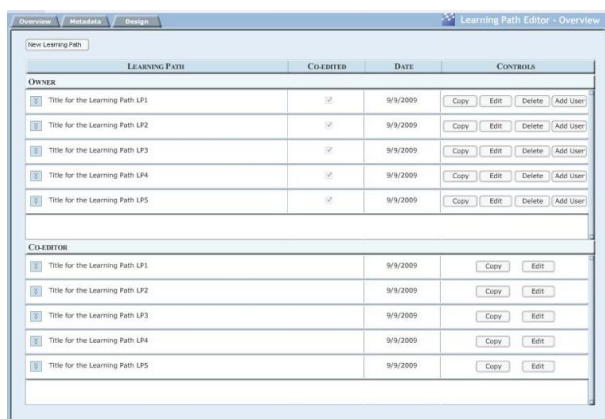 Overview Metadata Design Learning Path Editor - Overview
New Learning Path
LEARNING PATH CO-EDITED DATE CONTROLS
OWNER
Title for the Learning Path LP1 9/9/2009 Copy Edit Delete Add User
Title for the Learning Path LP2 9/9/2009 Copy Edit Delete Add User
Title for the Learning Path LP3 9/9/2009 Copy Edit Delete Add User
Title for the Learning Path LP4 9/9/2009 Copy Edit Delete Add User
Title for the Learning Path LP5 9/9/2009 Copy Edit Delete Add User
CO-EDITOR
Title for the Learning Path LP1 9/9/2009 Copy Edit
Title for the Learning Path LP2 9/9/2009 Copy Edit
Title for the Learning Path LP3 9/9/2009 Copy Edit
Title for the Learning Path LP4 9/9/2009 Copy Edit
Title for the Learning Path LP5 9/9/2009 Copy Edit